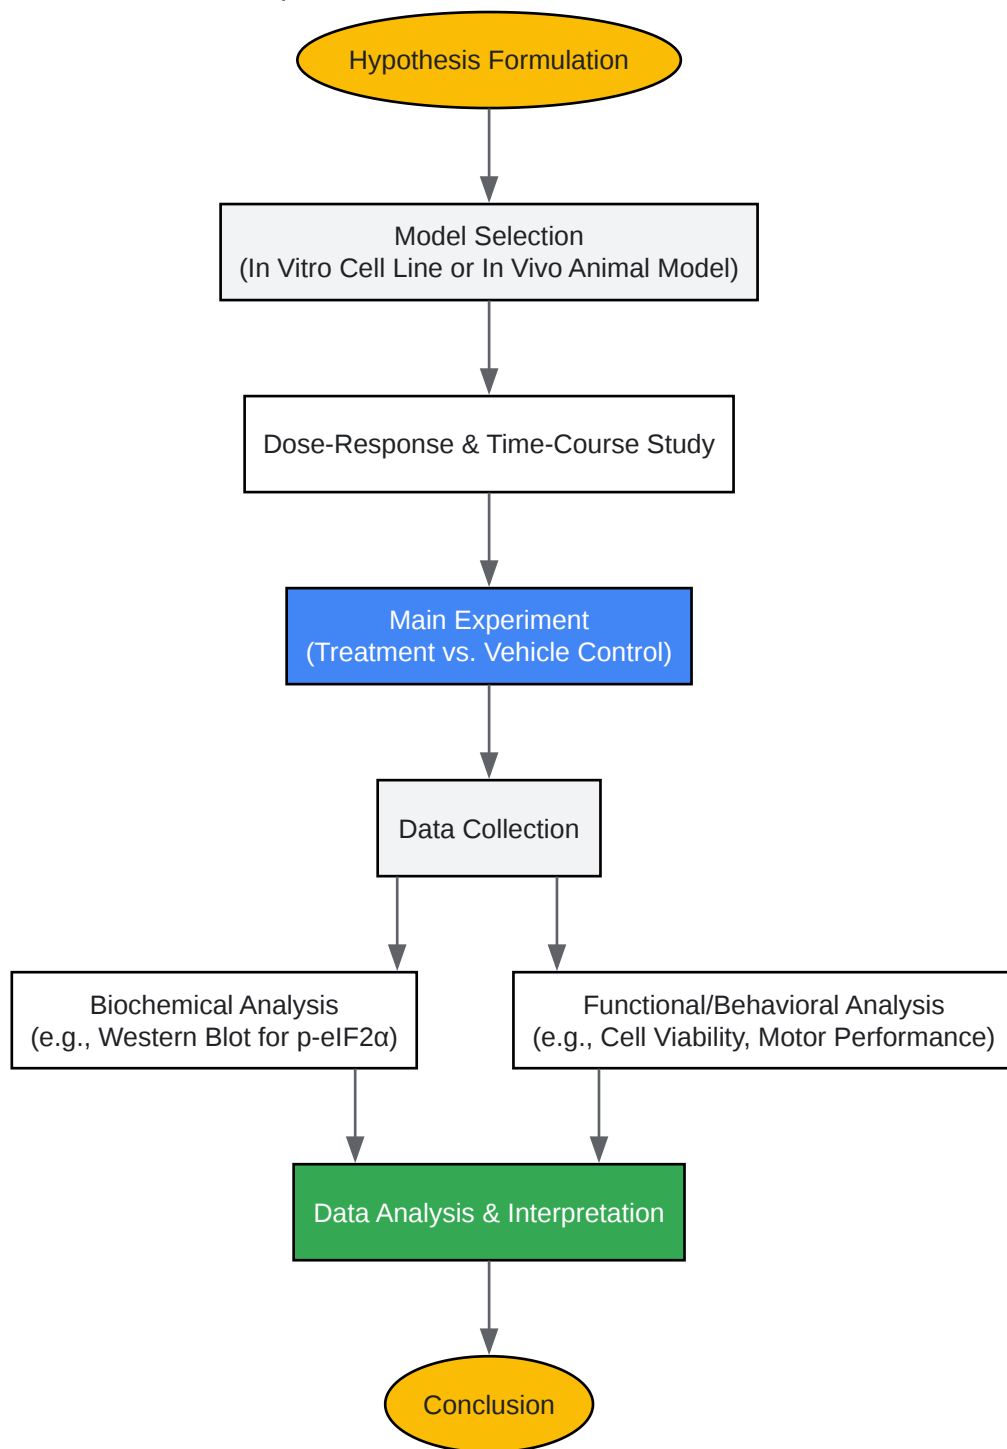 Hypothesis Formulation
Model Selection
(In Vitro Cell Line or In Vivo Animal Model)
Dose-Response & Time-Course Study
Main Experiment
(Treatment vs. Vehicle Control)
Data Collection
Biochemical Analysis
(e.g., Western Blot for p-eIF2α)
Functional/Behavioral Analysis
(e.g., Cell Viability, Motor Performance)
Data Analysis & Interpretation
Conclusion